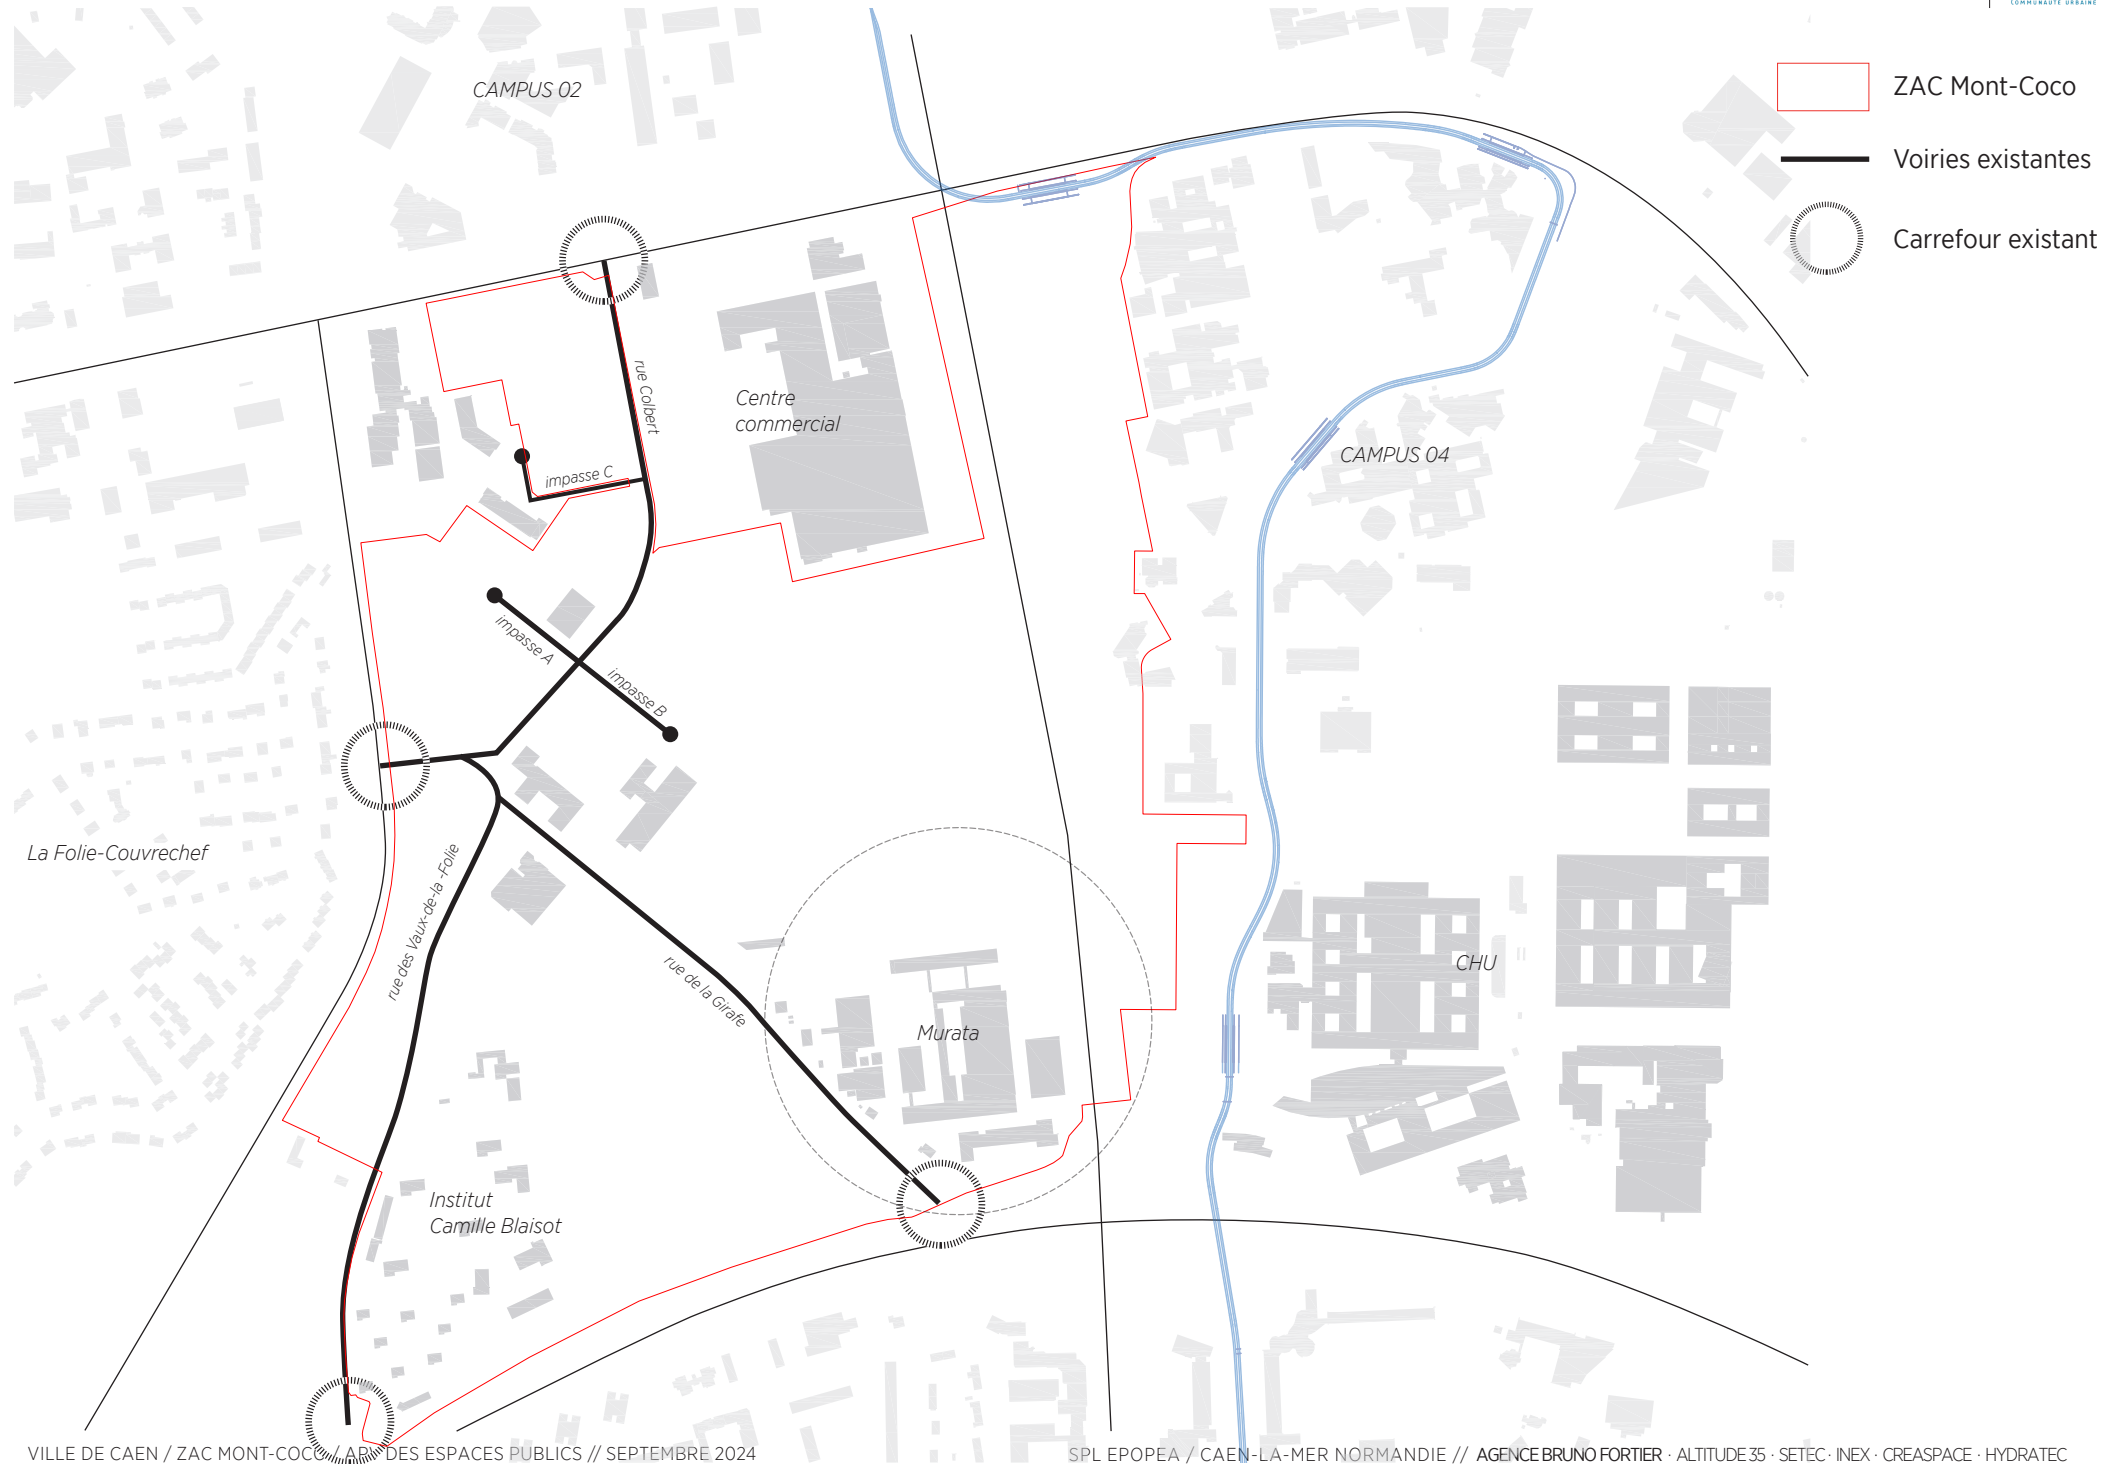 COMMUNAUTÉ URBAINE
CAMPUS 02
ZAC Mont-Coco
Voiries existantes
Carrefour existant
rue Colbert
Centre
commercial
impasse C
CAMPUS 04
impasse A
impasse B
La Folie-Couvrechef
rue des Vaux-de-la -Folie
rue de la Girafe
CHU
Murata
Institut
Camille Blaisot
VILLE DE CAEN / ZAC MONT-COCO / AP DES ESPACES PUBLICS // SEPTEMBRE 2024
SPL EPOPEA / CAEN-LA-MER NORMANDIE // AGENCE BRUNO FORTIER · ALTITUDE 35 · SETEC · INEX · CREASPACE · HYDRATEC